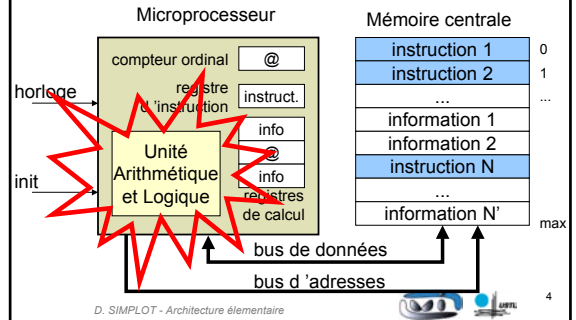 Microprocesseur
Mémoire centrale
compteur ordinal
@
horloge
registre
d 'instruction
instruct.
info
@
info
Unité
Arithmétique
et Logique
init
registres
de calcul
instruction 1
0
instruction 2
1
...
...
information 1
information 2
instruction N
...
information N'
max
bus de données
bus d 'adresses
D. SIMPLOT - Architecture élementaire
4